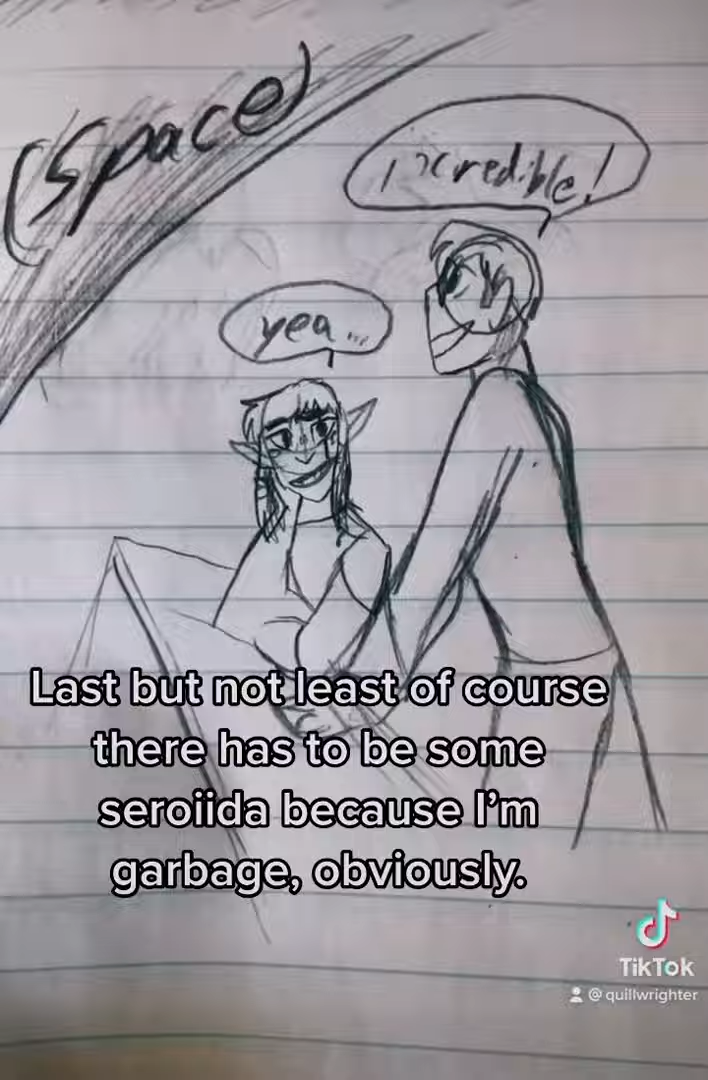 (space)
Incredible!
yea...
Last but not least of course
there has to be some
seroiida because I'm
garbage, obviously.
TikTok
@quillwrighter